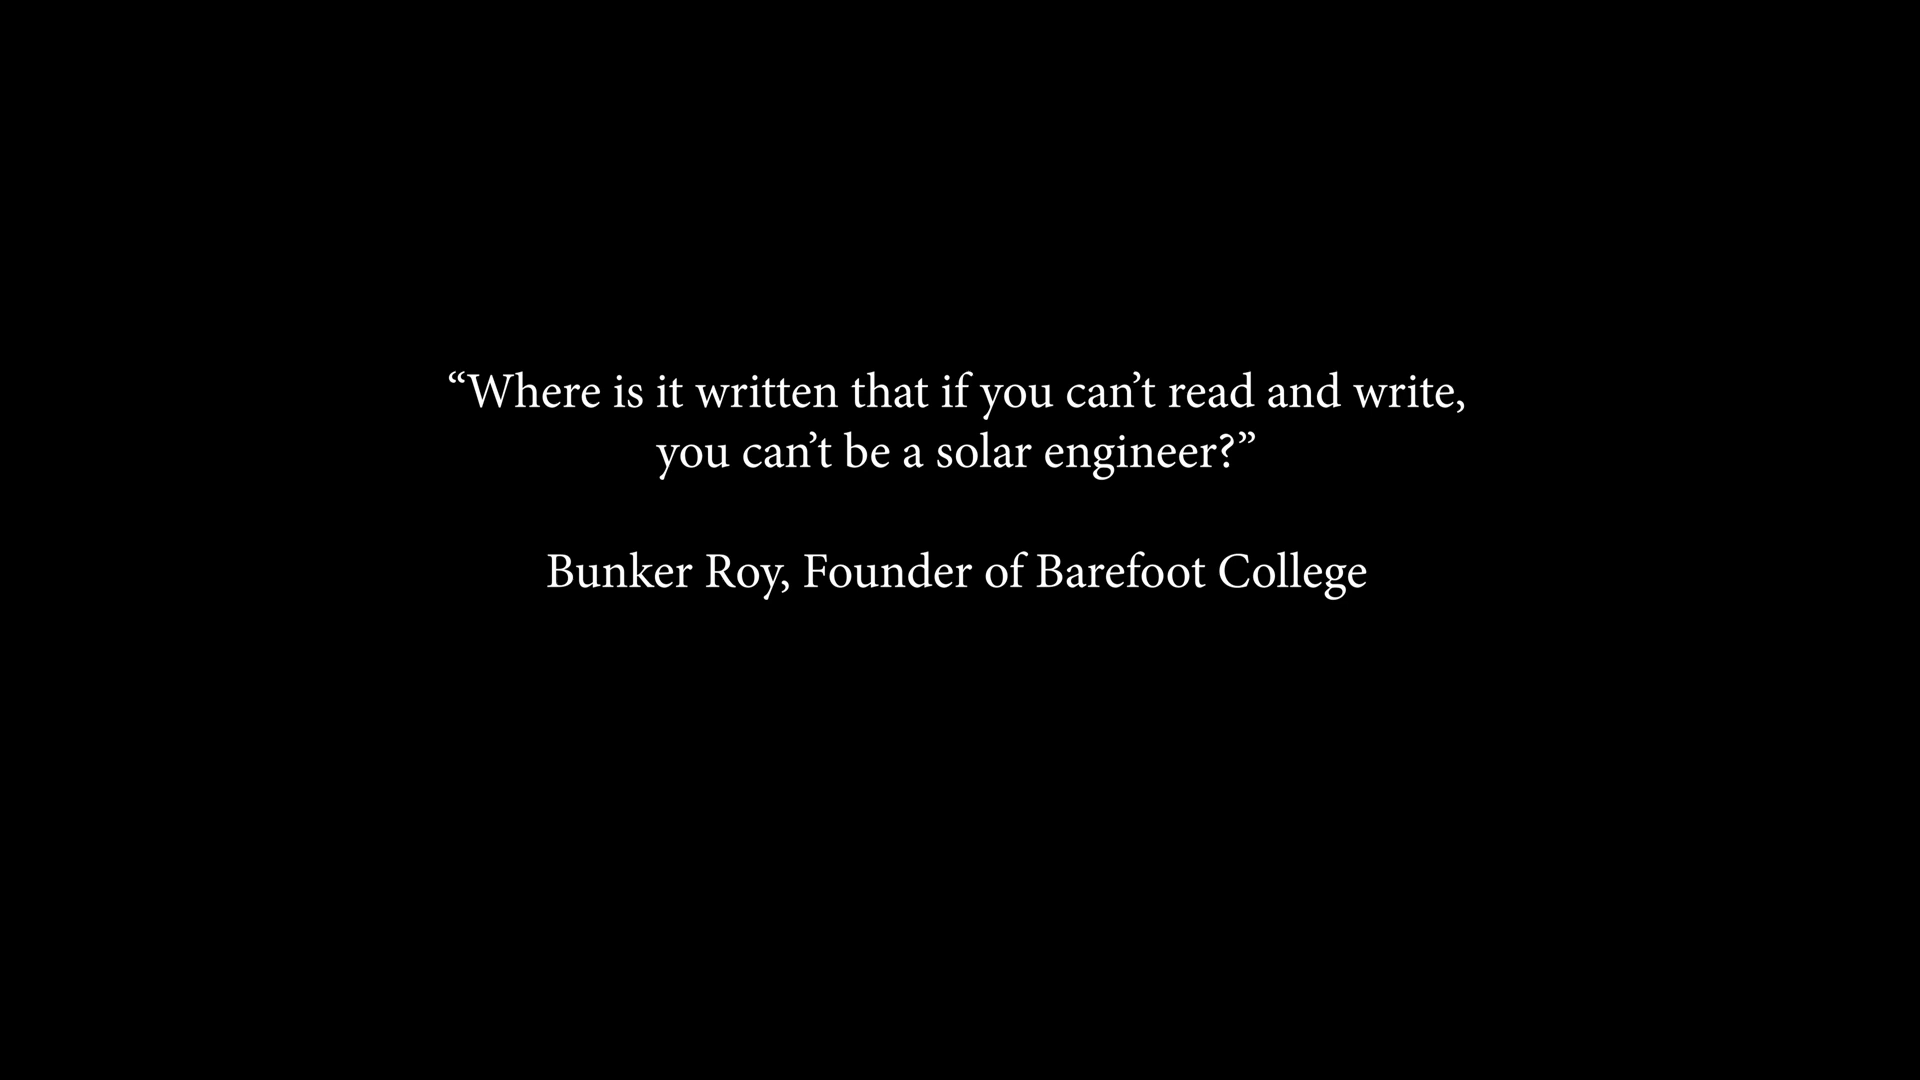 “Where is it written that if you can’t read and write,
you can’t be a solar engineer?”
Bunker Roy, Founder of Barefoot College